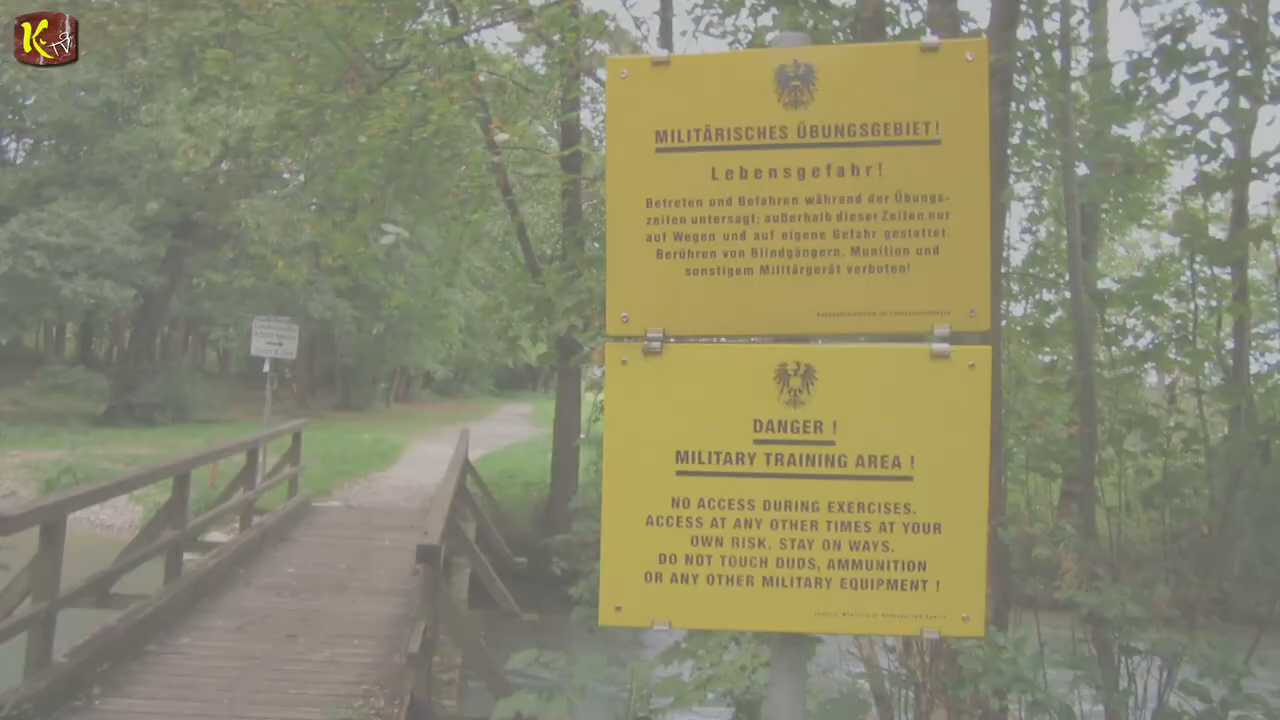 K-TV
MILITÄRISCHES ÜBUNGSGEBIET!
Lebensgefahr!
Betreten und Befahren während der Übungs-
zeiten untersagt; außerhalb dieser Zeiten nur
auf Wegen und auf eigene Gefahr gestattet.
Berühren von Blindgängern, Munition und
sonstigem Militärgerät verboten!
DANGER !
MILITARY TRAINING AREA !
NO ACCESS DURING EXERCISES.
ACCESS AT ANY OTHER TIMES AT YOUR
OWN RISK. STAY ON WAYS.
DO NOT TOUCH DUDS, AMMUNITION
OR ANY OTHER MILITARY EQUIPMENT !